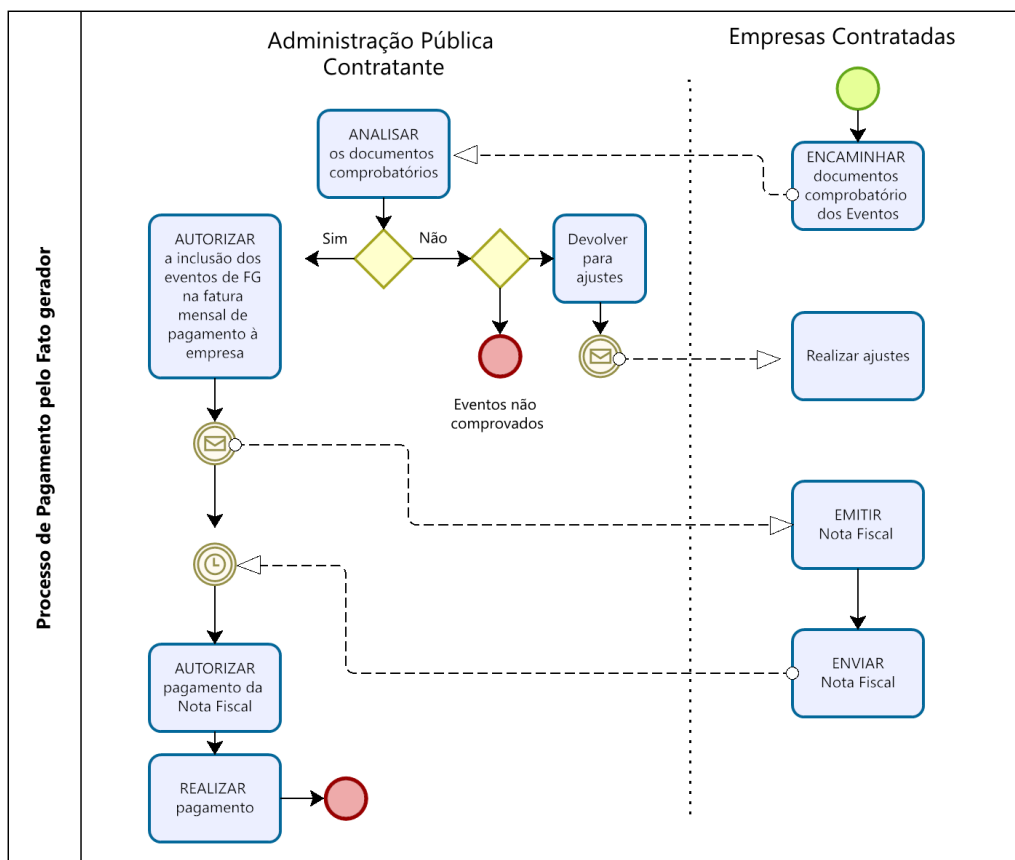 Processo de Pagamento pelo Fato gerador
Administração Pública
Contratante
Empresas Contratadas
ANALISAR
os documentos
comprobatórios
ENCAMINHAR
documentos
comprobatório
dos Eventos
AUTORIZAR
a inclusão dos
eventos de FG
na fatura
mensal de
pagamento à
empresa
Sim
Não
Devolver
para
ajustes
Realizar ajustes
Eventos não
comprovados
EMITIR
Nota Fiscal
AUTORIZAR
pagamento da
Nota Fiscal
ENVIAR
Nota Fiscal
REALIZAR
pagamento